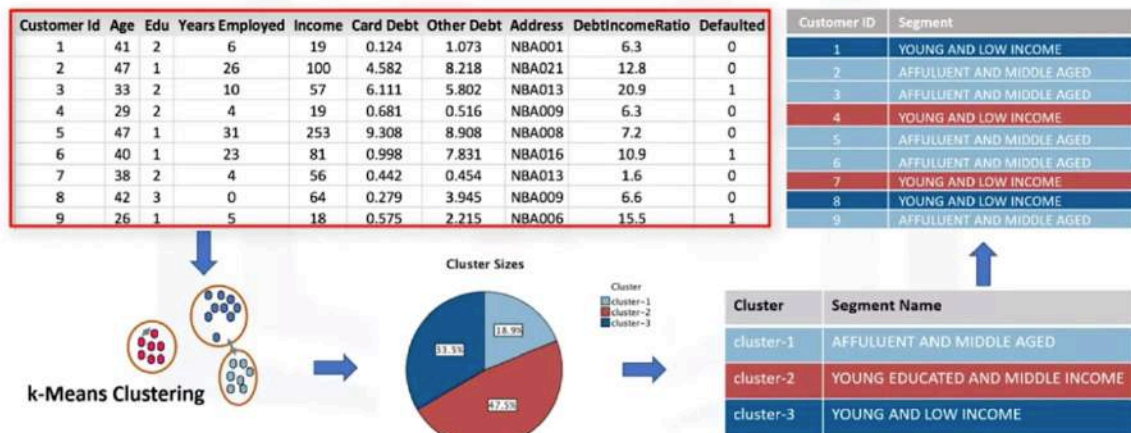 Customer Id Age Edu Years Employed Income Card Debt Other Debt Address DebtIncomeRatio Defaulted
1 41 2 6 19 0.124 1.073 NBA001 6.3 0
2 47 1 26 100 4.582 8.218 NBA021 12.8 0
3 33 2 10 57 6.111 5.802 NBA013 20.9 1
4 29 2 4 19 0.681 0.516 NBA009 6.3 0
5 47 1 31 253 9.308 8.908 NBA008 7.2 0
6 40 1 23 81 0.998 7.831 NBA016 10.9 1
7 38 2 4 56 0.442 0.454 NBA013 1.6 0
8 42 3 0 64 0.279 3.945 NBA009 6.6 0
9 26 1 5 18 0.575 2.215 NBA006 15.5 1
Customer ID Segment
1 YOUNG AND LOW INCOME
2 AFFULUENT AND MIDDLE AGED
3 AFFULUENT AND MIDDLE AGED
4 YOUNG AND LOW INCOME
5 AFFULUENT AND MIDDLE AGED
6 AFFULUENT AND MIDDLE AGED
7 YOUNG AND LOW INCOME
8 YOUNG AND LOW INCOME
9 AFFULUENT AND MIDDLE AGED
k-Means Clustering
Cluster Sizes
Cluster
cluster-1
cluster-2
cluster-3
18.9%
33.5%
47.5%
Cluster Segment Name
cluster-1 AFFULUENT AND MIDDLE AGED
cluster-2 YOUNG EDUCATED AND MIDDLE INCOME
cluster-3 YOUNG AND LOW INCOME